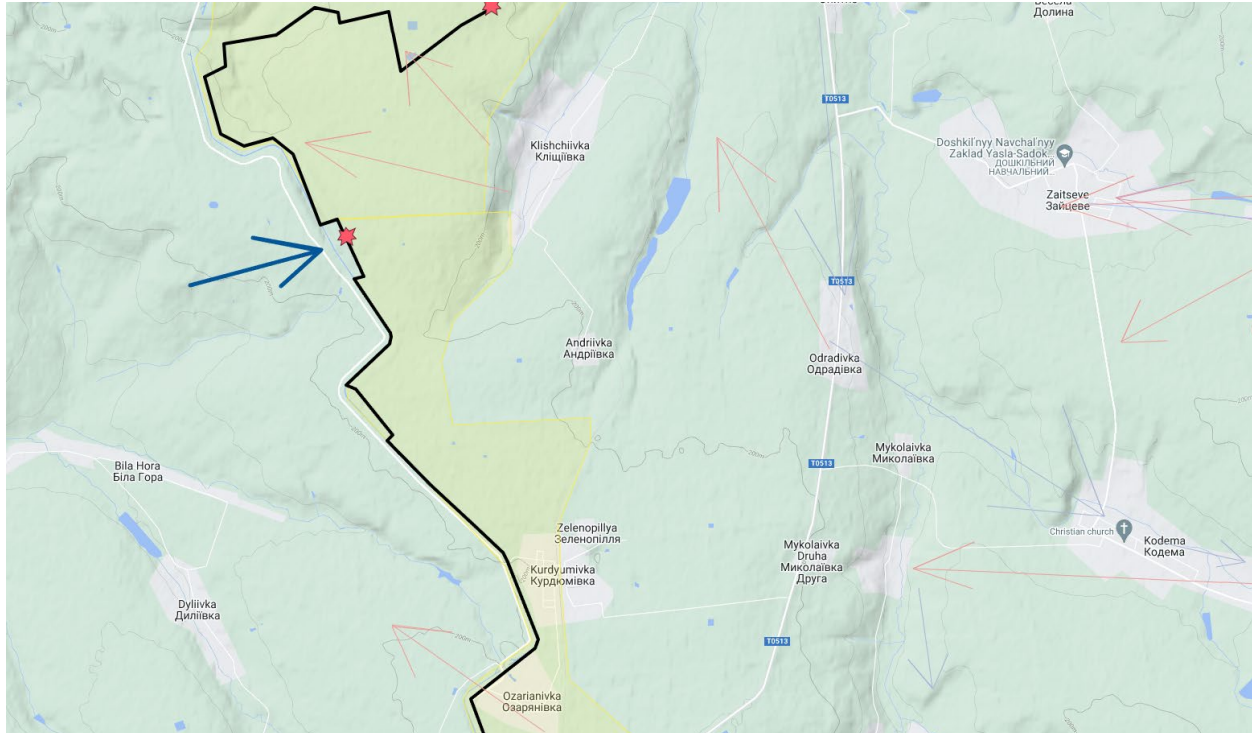 Долина
T0513
Klishchiivka
Кліщіївка
Doshkil'nyy Navchal'nyy
Zaklad Yasla-Sadok...
ДОШКІЛЬНИЙ
НАВЧАЛЬНИЙ...
Zaitseve
Зайцеве
200m
T0513
Andriivka
Андріївка
Odradivka
Одрадівка
Mykolaivka
Миколаївка
T0513
Bila Hora
Біла Гора
Zelenopillya
Зеленопілля
Christian church
Kodema
Кодема
Mykolaivka
Druha
Миколаївка
Друга
Kurdyumivka
Курдюмівка
Dyliivka
Диліївка
200m
T0513
Ozarianivka
Озарянівка